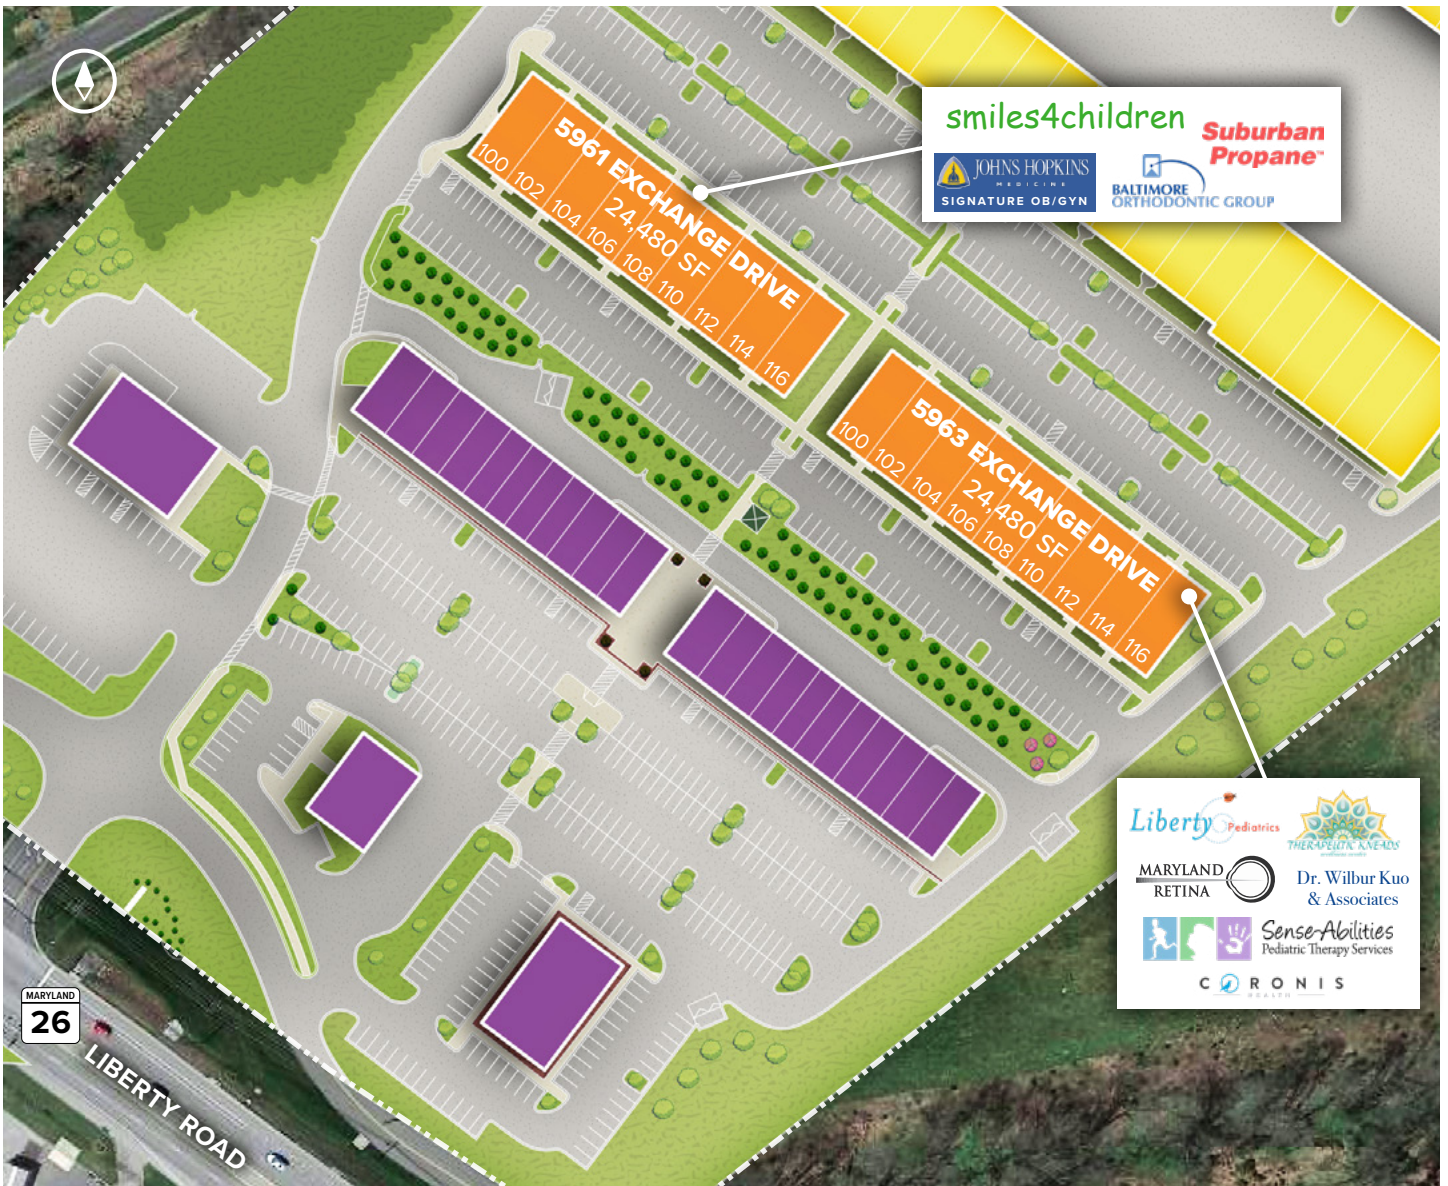 smiles4children
Suburban
Propane™
JOHNS HOPKINS
MEDICINE
SIGNATURE OB/GYN
BALTIMORE
ORTHODONTIC GROUP
5961 EXCHANGE DRIVE
24,480 SF
100
102
104
106
108
110
112
114
116
5963 EXCHANGE DRIVE
24,480 SF
100
102
104
106
108
110
112
114
116
Liberty
Pediatrics
THERAPEUTIC KNEADS
MARYLAND
RETINA
Dr. Wilbur Kuo
& Associates
Sense-Abilities
Pediatric Therapy Services
CORONIS
HEALTH
MARYLAND
26
LIBERTY ROAD